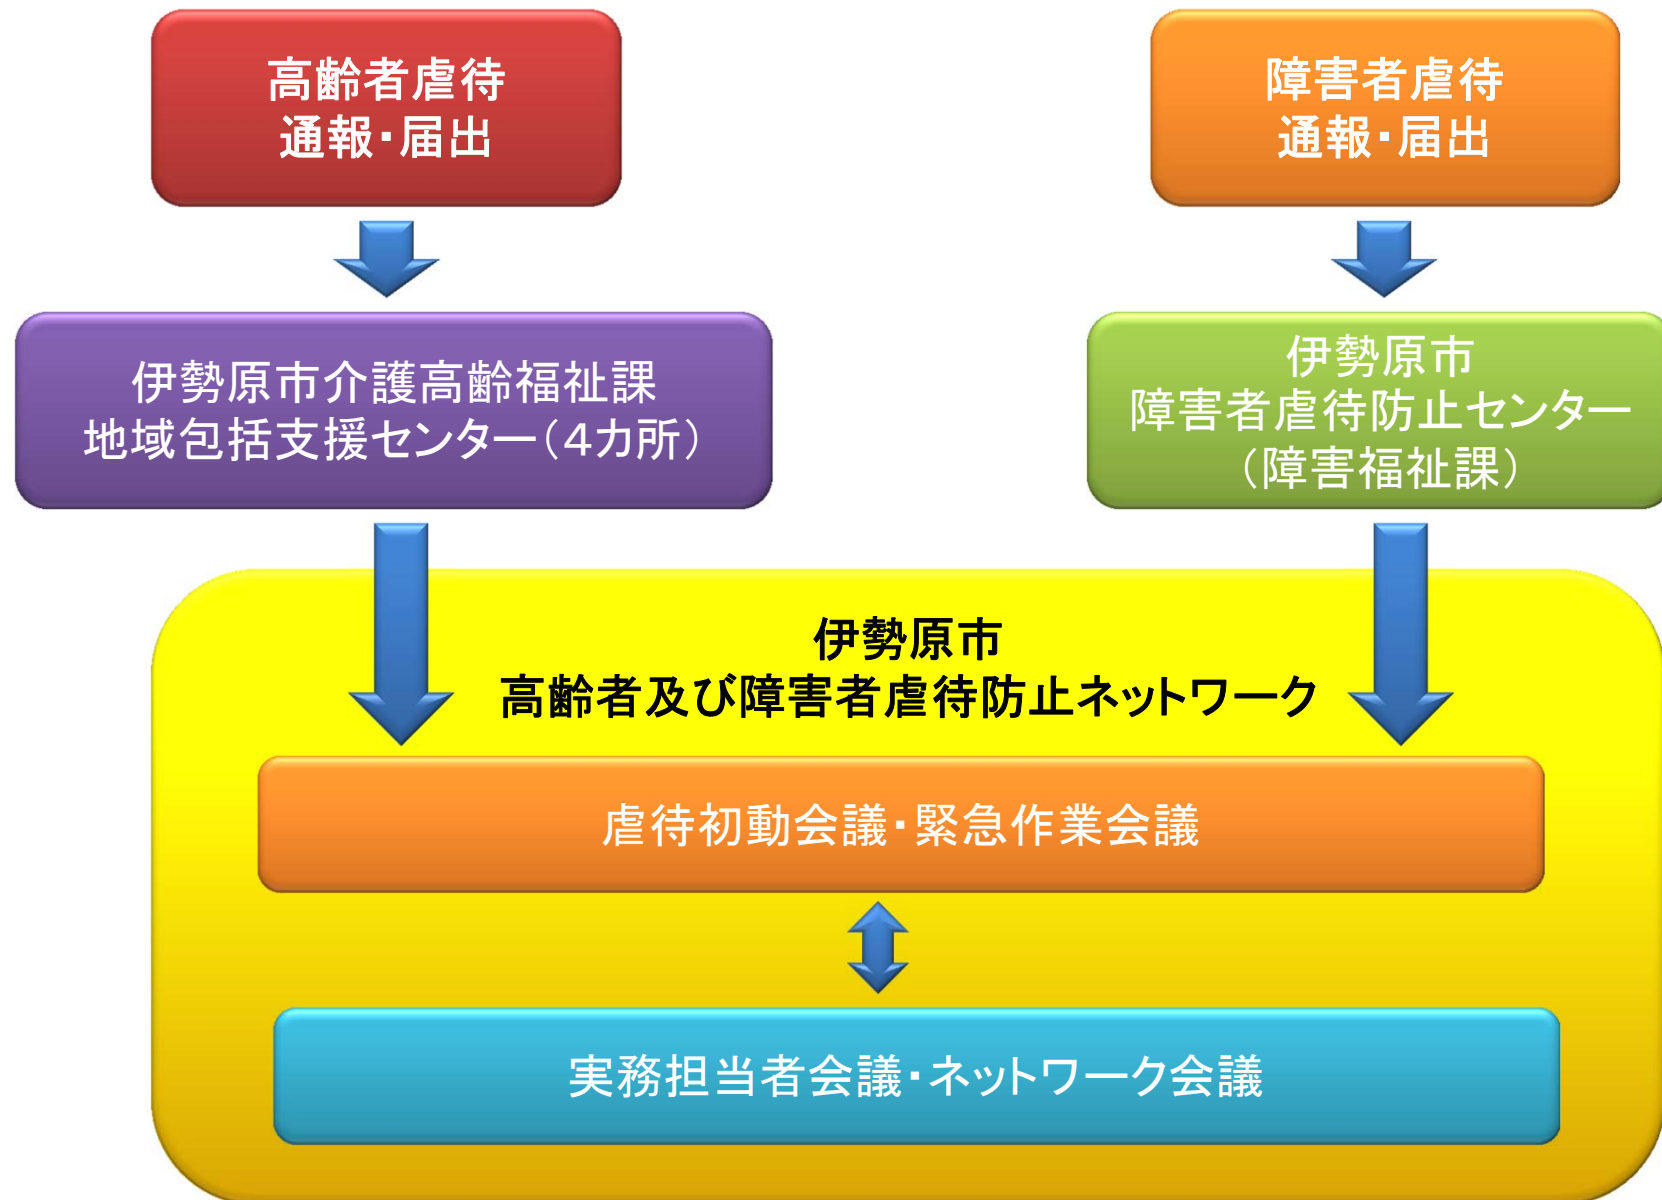 高齢者虐待
通報・届出
障害者虐待
通報・届出
伊勢原市介護高齢福祉課
地域包括支援センター（４カ所）
伊勢原市
障害者虐待防止センター
（障害福祉課）
伊勢原市
高齢者及び障害者虐待防止ネットワーク
虐待初動会議・緊急作業会議
実務担当者会議・ネットワーク会議